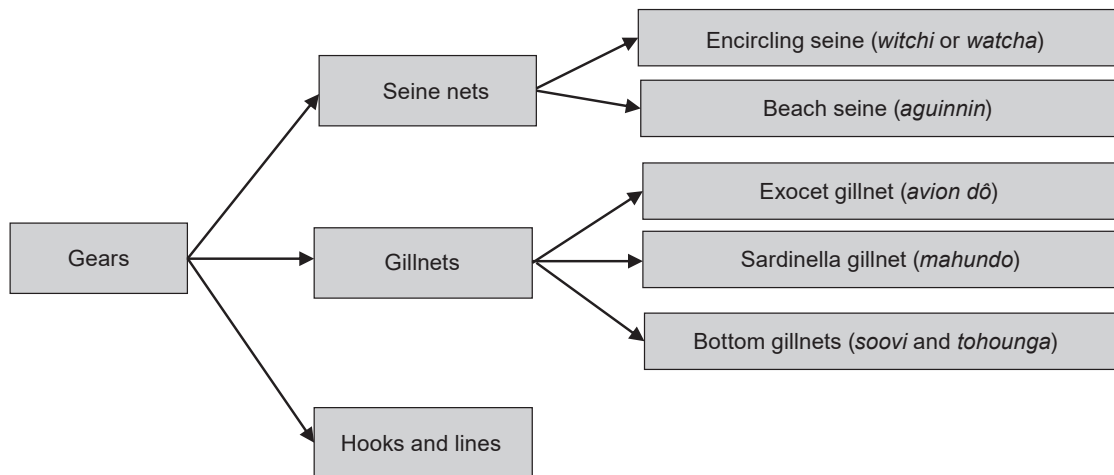 Encircling seine (witchi or watcha)
Seine nets
Beach seine (aguinnin)
Exocet gillnet (avion dô)
Gears
Gillnets
Sardinella gillnet (mahundo)
Bottom gillnets (soovi and tohounga)
Hooks and lines